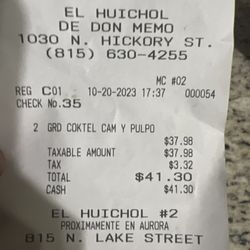 EL HUICHOL
DE DON MEMO
1030 N. HICKORY ST.
(815) 630-4255
MC #02
REG C01 10-20-2023 17:37 000054
CHECK No.35
2 GRD COKTEL CAM Y PULPO
$37.98
TAXABLE AMOUNT $37.98
TAX $3.32
TOTAL $41.30
CASH $41.30
EL HUICHOL #2
PROXIMAMENTE EN AURORA
815 N. LAKE STREET